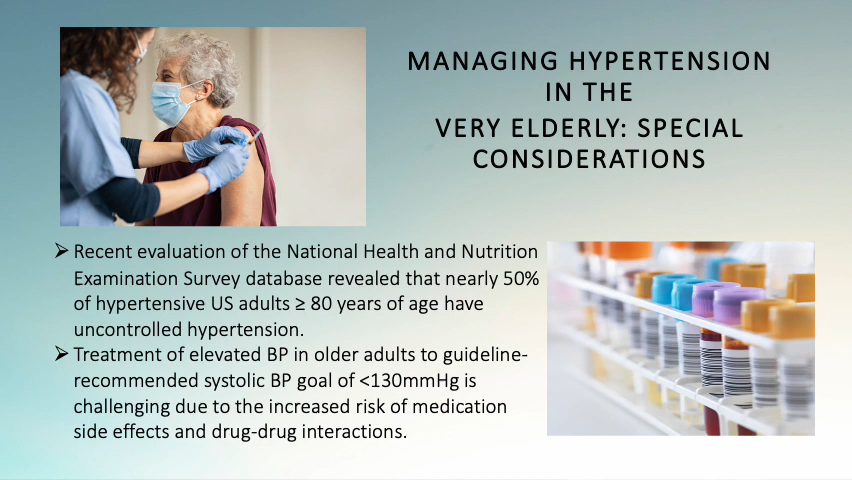 MANAGING HYPERTENSION
IN THE
VERY ELDERLY: SPECIAL
CONSIDERATIONS
➢ Recent evaluation of the National Health and Nutrition
Examination Survey database revealed that nearly 50%
of hypertensive US adults ≥ 80 years of age have
uncontrolled hypertension.
➢ Treatment of elevated BP in older adults to guideline-
recommended systolic BP goal of <130mmHg is
challenging due to the increased risk of medication
side effects and drug-drug interactions.